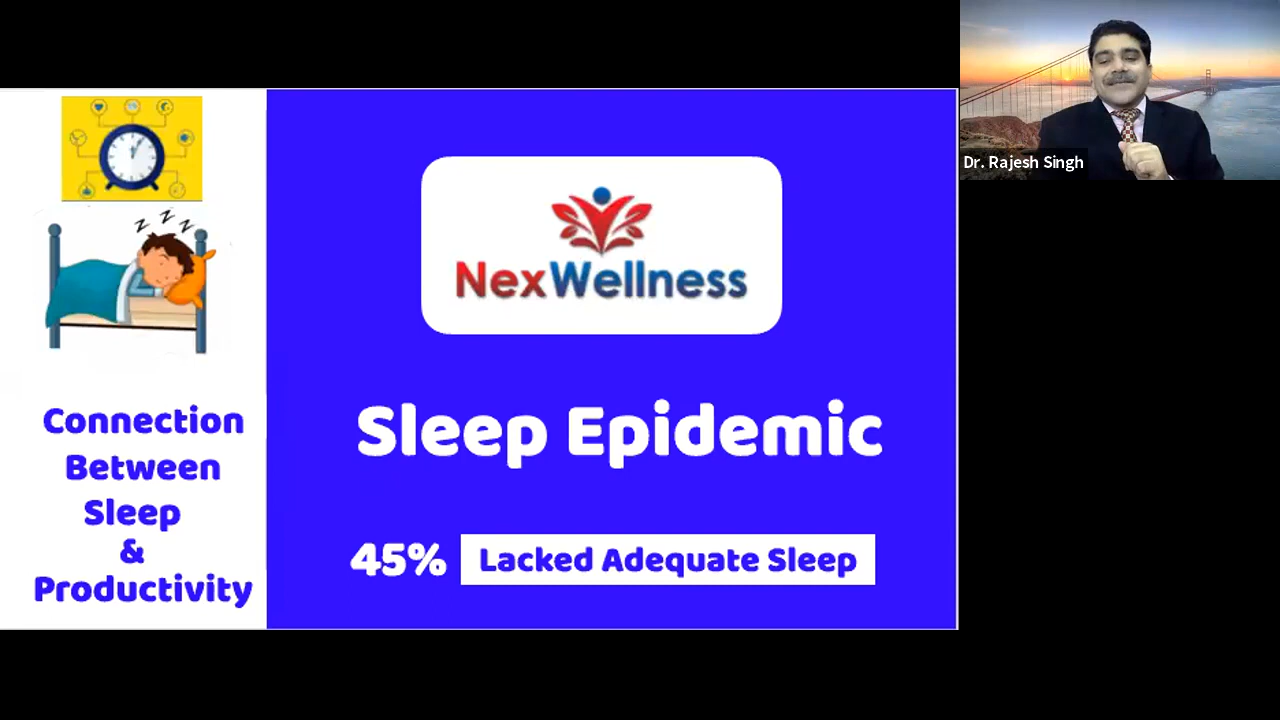 Connection
Between
Sleep
&
Productivity
z z z
NexWellness
Sleep Epidemic
45% Lacked Adequate Sleep
Dr. Rajesh Singh